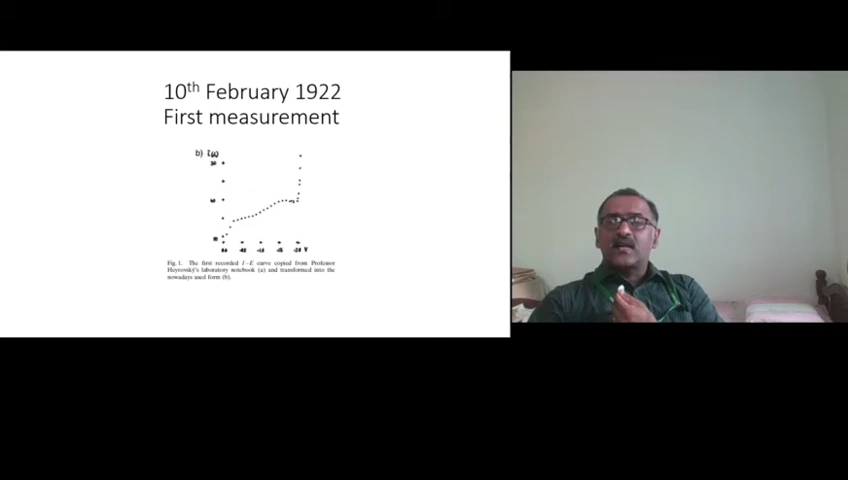 10th February 1922
First measurement
b)
V
Fig. 1. The first recorded I–E curve copied from Professor
Heyrovský's laboratory notebook (a) and transformed into the
nowadays used form (b).